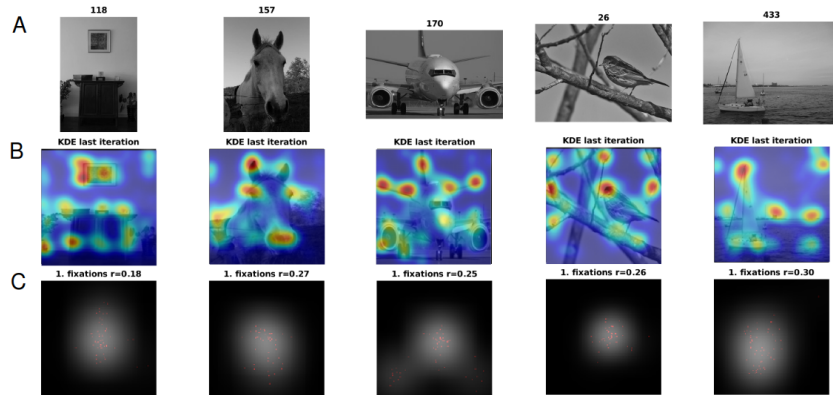 A
118
157
170
26
433
B
KDE last iteration
KDE last iteration
KDE last iteration
KDE last iteration
KDE last iteration
C
1. fixations r=0.18
1. fixations r=0.27
1. fixations r=0.25
1. fixations r=0.26
1. fixations r=0.30